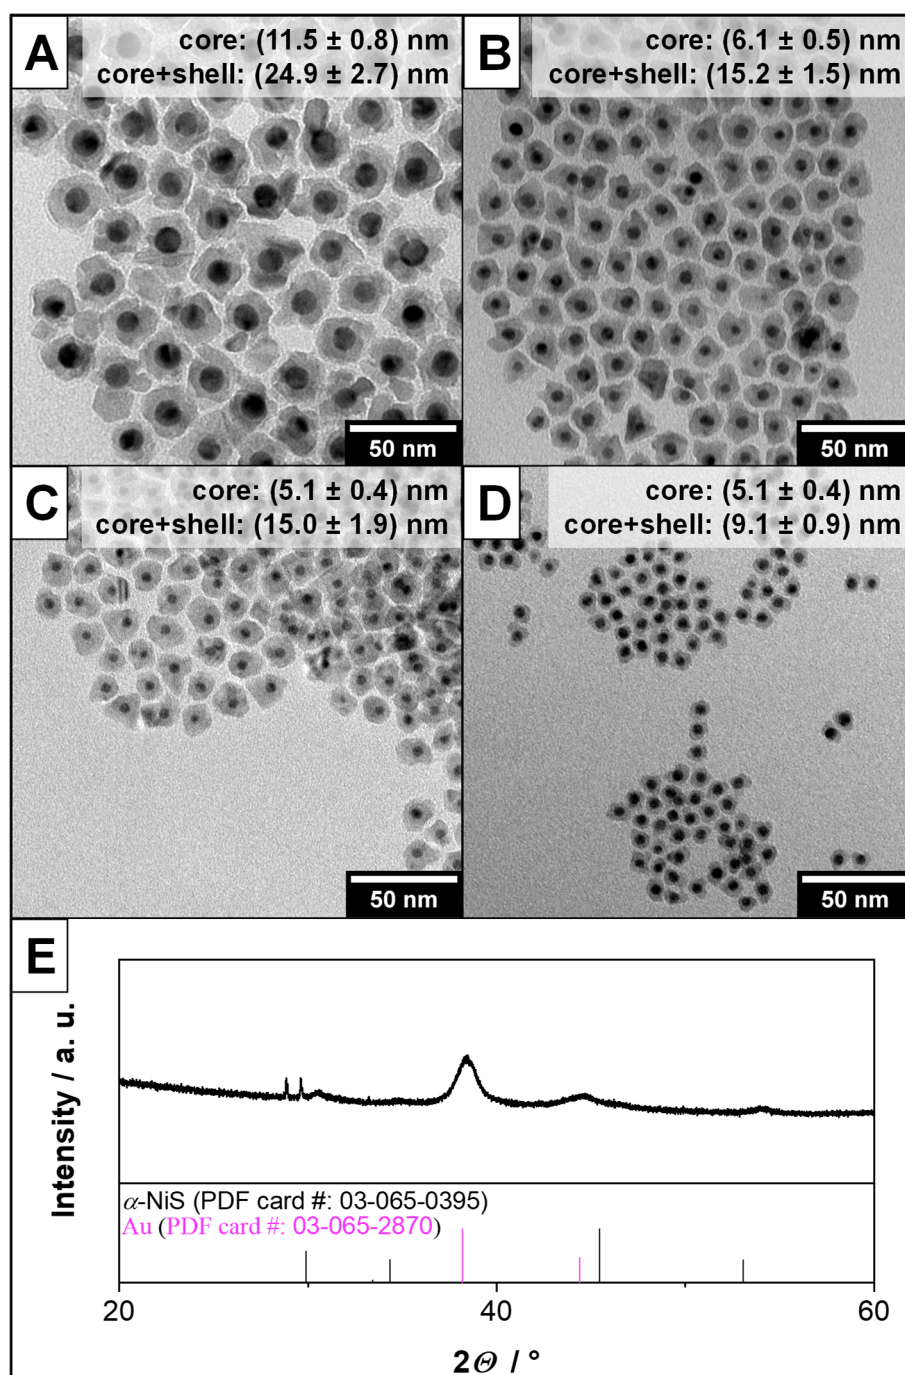 A
core: (11.5 ± 0.8) nm
core+shell: (24.9 ± 2.7) nm
50 nm
B
core: (6.1 ± 0.5) nm
core+shell: (15.2 ± 1.5) nm
50 nm
C
core: (5.1 ± 0.4) nm
core+shell: (15.0 ± 1.9) nm
50 nm
D
core: (5.1 ± 0.4) nm
core+shell: (9.1 ± 0.9) nm
50 nm
E
Intensity / a. u.
α-NiS (PDF card #: 03-065-0395)
Au (PDF card #: 03-065-2870)
20
40
60
2Θ / °